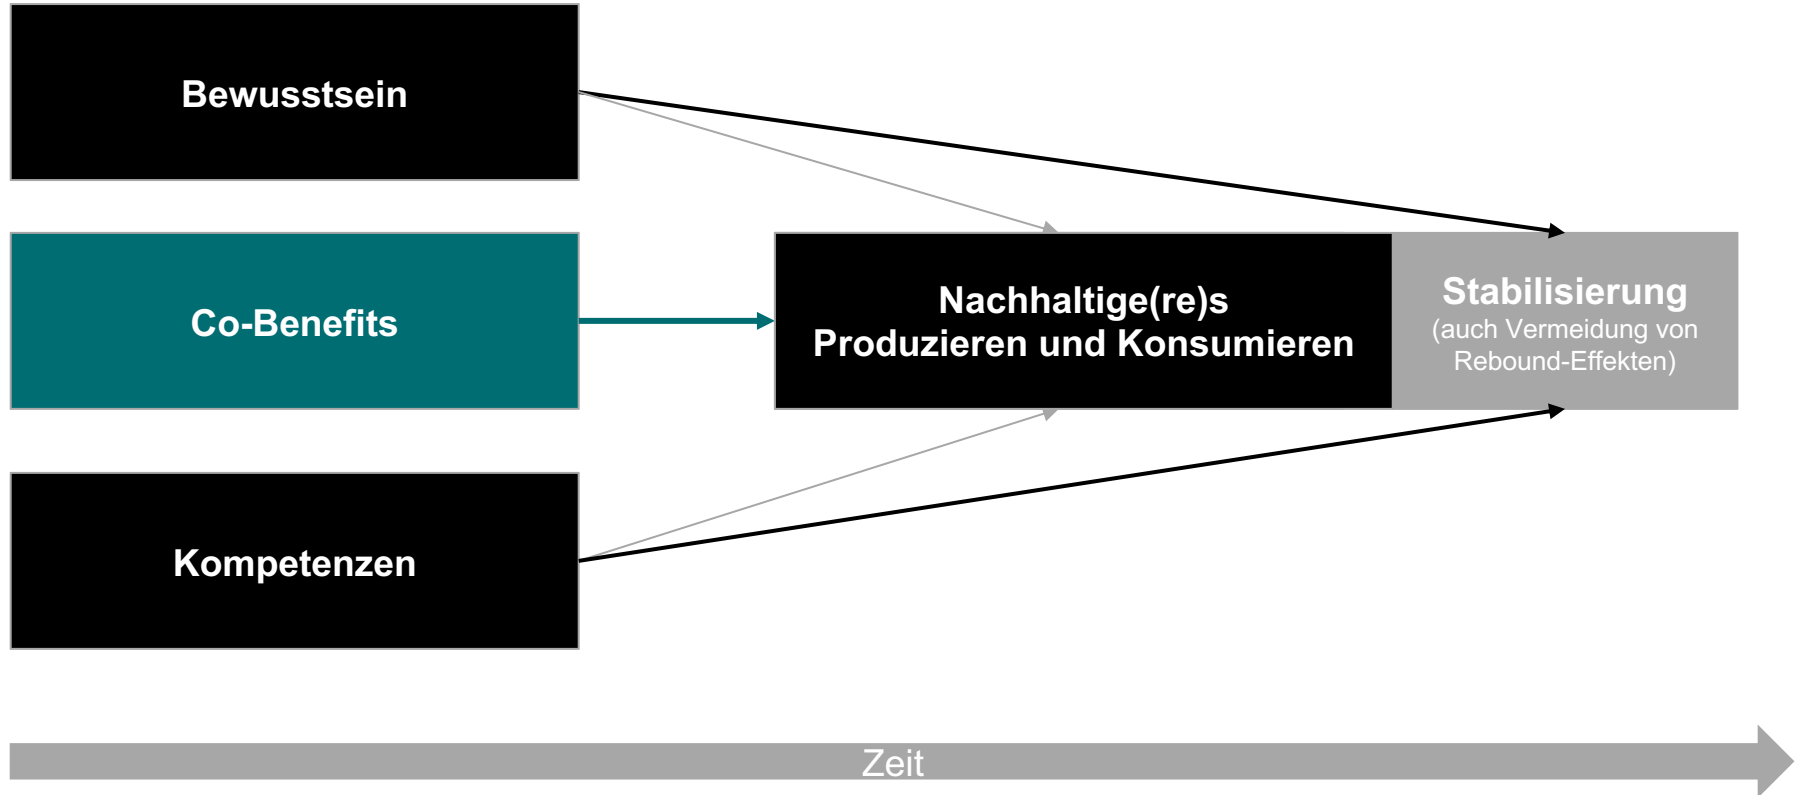 Bewusstsein
Co-Benefits
Nachhaltige(re)s
Produzieren und Konsumieren
Stabilisierung
(auch Vermeidung von
Rebound-Effekten)
Kompetenzen
Zeit